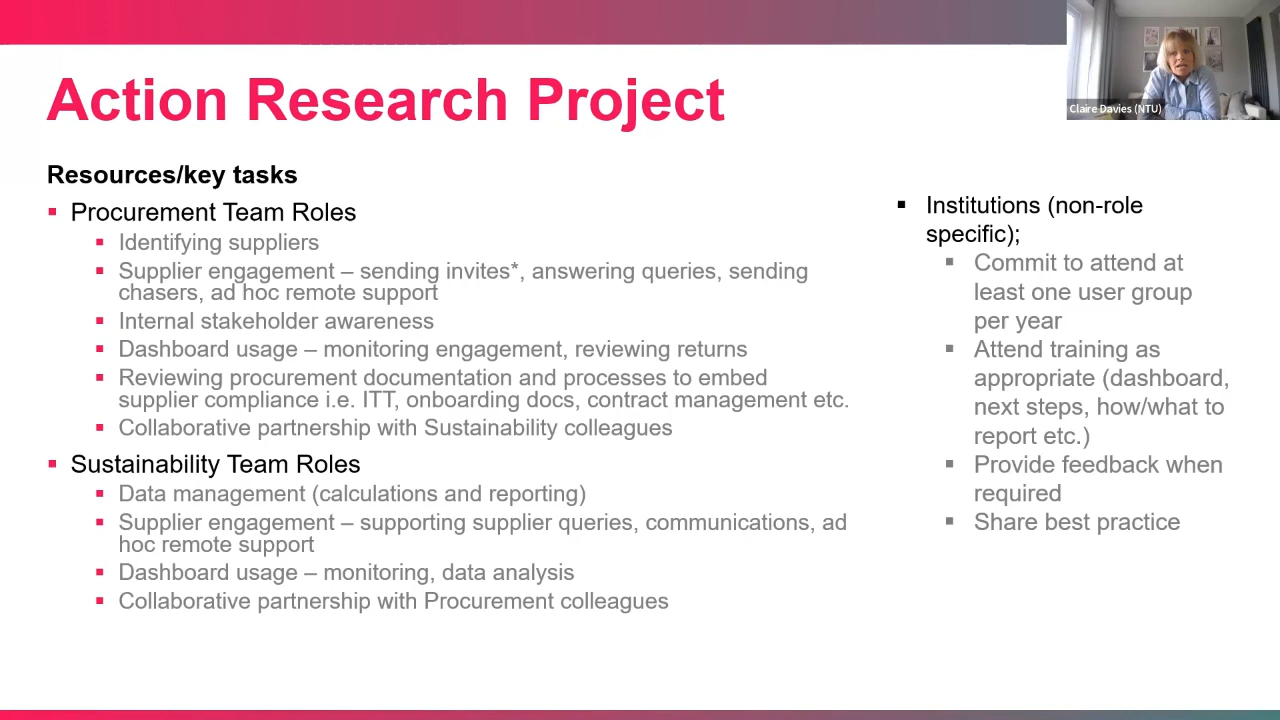 Action Research Project
Claire Davies (NTU)
Resources/key tasks
Procurement Team Roles
Identifying suppliers
Supplier engagement – sending invites*, answering queries, sending
chasers, ad hoc remote support
Internal stakeholder awareness
Dashboard usage – monitoring engagement, reviewing returns
Reviewing procurement documentation and processes to embed
supplier compliance i.e. ITT, onboarding docs, contract management etc.
Collaborative partnership with Sustainability colleagues
Sustainability Team Roles
Data management (calculations and reporting)
Supplier engagement – supporting supplier queries, communications, ad
hoc remote support
Dashboard usage – monitoring, data analysis
Collaborative partnership with Procurement colleagues
Institutions (non-role
specific);
Commit to attend at
least one user group
per year
Attend training as
appropriate (dashboard,
next steps, how/what to
report etc.)
Provide feedback when
required
Share best practice